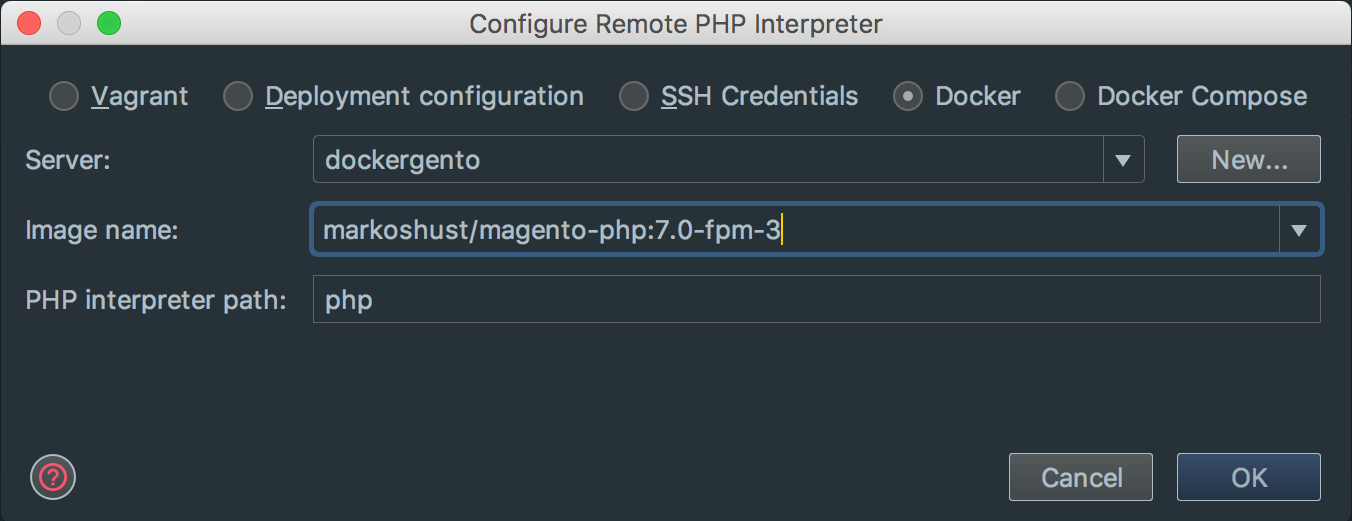 Configure Remote PHP Interpreter
Vagrant Deployment configuration SSH Credentials Docker Docker Compose
Server: dockergento New...
Image name: markoshust/magento-php:7.0-fpm-3
PHP interpreter path: php
? Cancel OK